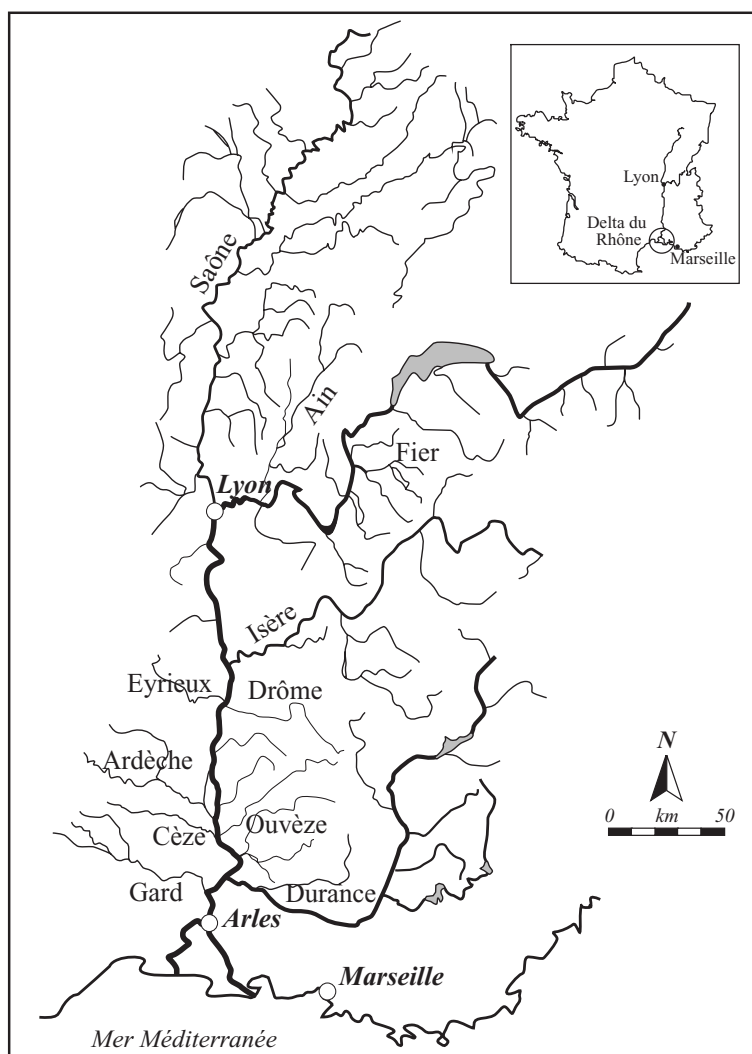 Lyon
Delta du
Rhône
Marseille
Saône
Ain
Fier
Lyon
Isère
Eyrieux
Drôme
Ardèche
N
0 km 50
Cèze
Ouvèze
Gard
Durance
Arles
Marseille
Mer Méditerranée